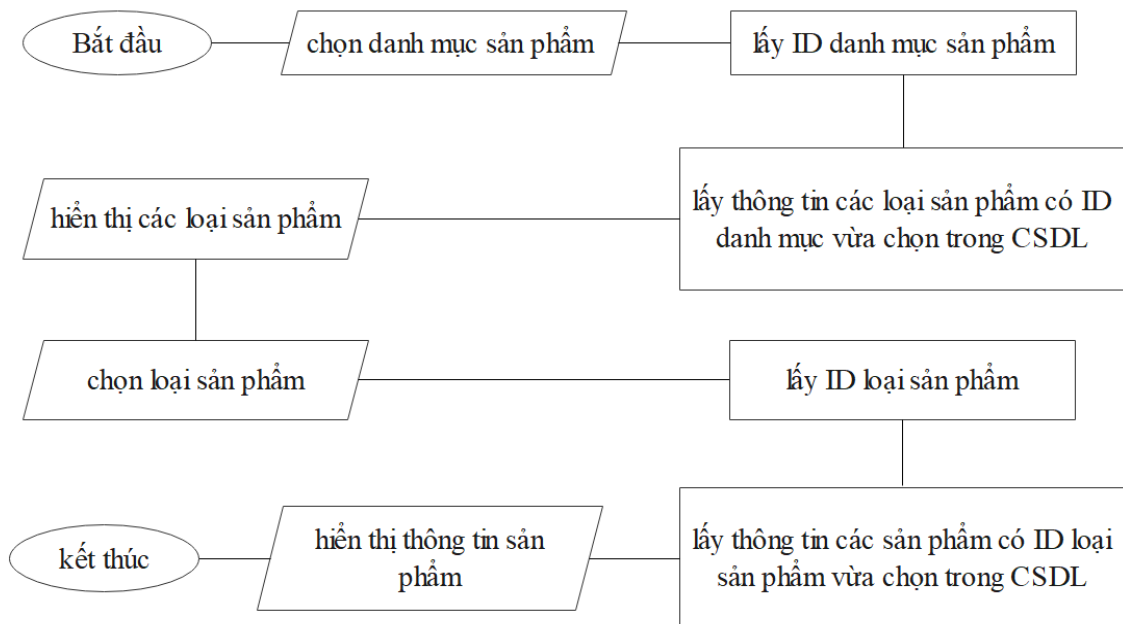 Bắt đầu
chọn danh mục sản phẩm
lấy ID danh mục sản phẩm
lấy thông tin các loại sản phẩm có ID
danh mục vừa chọn trong CSDL
hiển thị các loại sản phẩm
chọn loại sản phẩm
lấy ID loại sản phẩm
lấy thông tin các sản phẩm có ID loại
sản phẩm vừa chọn trong CSDL
hiển thị thông tin sản
phẩm
kết thúc